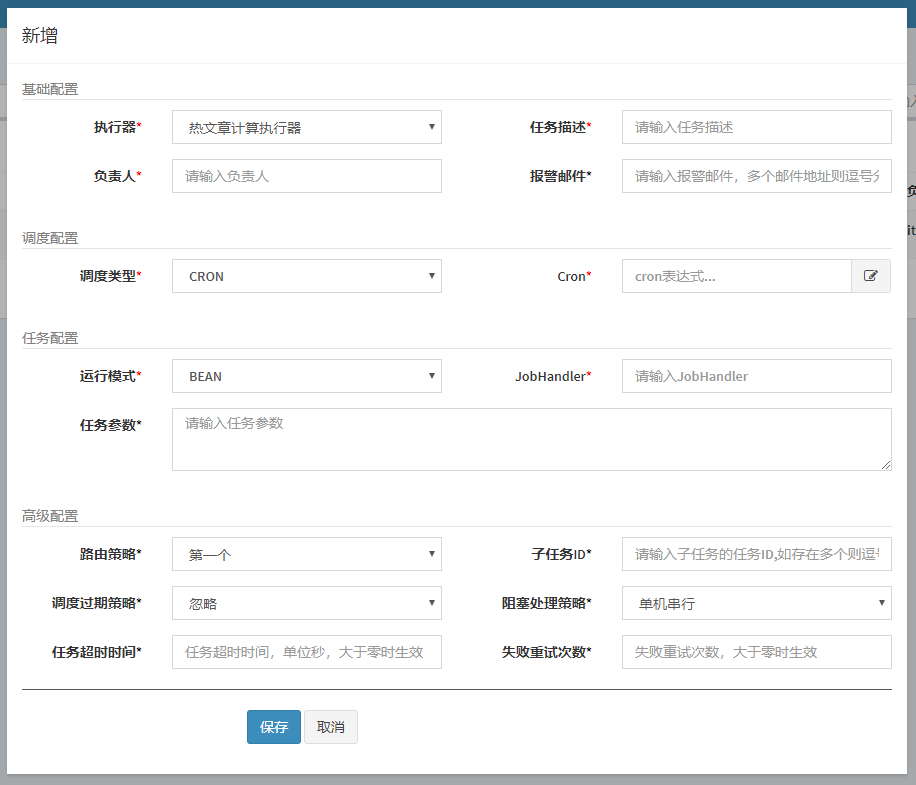 新增
基础配置
执行器* 热文章计算执行器 任务描述* 请输入任务描述
负责人* 请输入负责人 报警邮件* 请输入报警邮件，多个邮件地址则逗号分
调度配置
调度类型* CRON Cron* cron表达式...
任务配置
运行模式* BEAN JobHandler* 请输入JobHandler
任务参数* 请输入任务参数
高级配置
路由策略* 第一个 子任务ID* 请输入子任务的任务ID,如存在多个则逗号
调度过期策略* 忽略 阻塞处理策略* 单机串行
任务超时时间* 任务超时时间，单位秒，大于零时生效 失败重试次数* 失败重试次数，大于零时生效
保存 取消